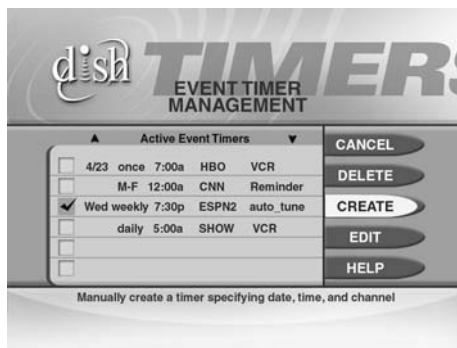 dish TIMERS
EVENT TIMER
MANAGEMENT
Active Event Timers
4/23 once 7:00a HBO VCR
M-F 12:00a CNN Reminder
Wed weekly 7:30p ESPN2 auto_tune
daily 5:00a SHOW VCR
CANCEL
DELETE
CREATE
EDIT
HELP
Manually create a timer specifying date, time, and channel